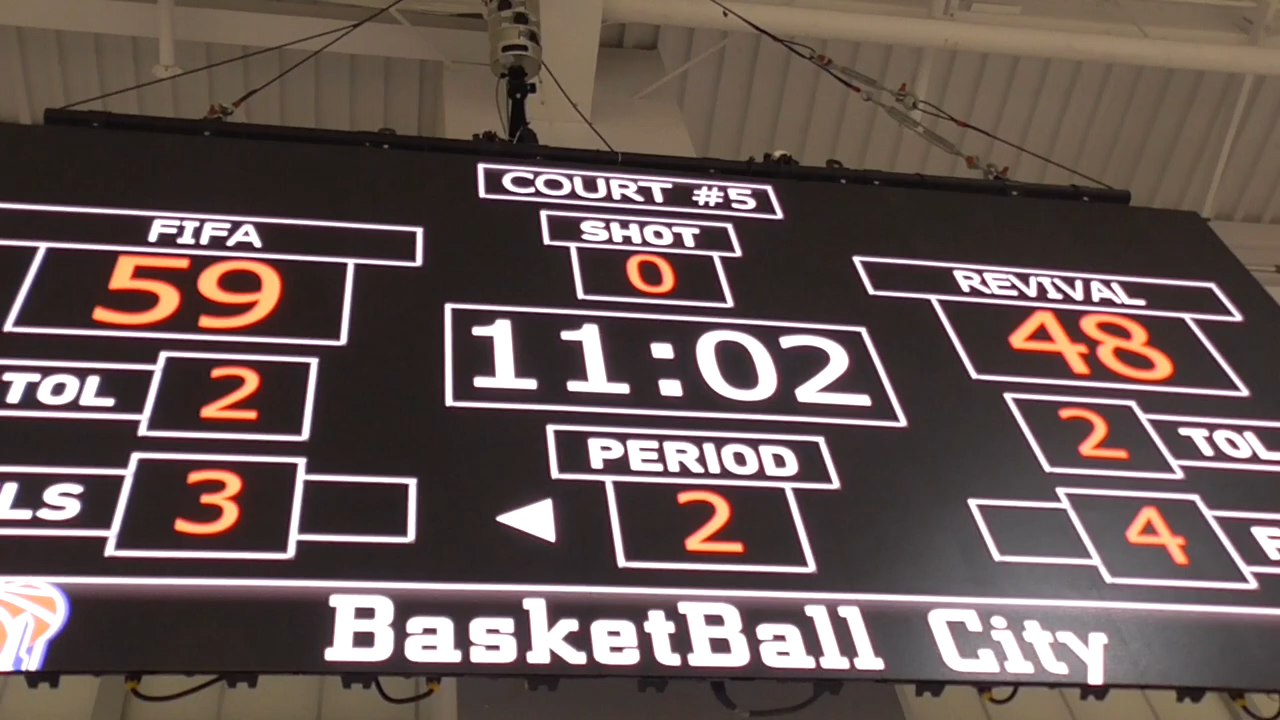 COURT #5
FIFA
59
SHOT
0
REVIVAL
48
11:02
TOL
2
2
TOL
PERIOD
2
LS
3
4
F
BasketBall City